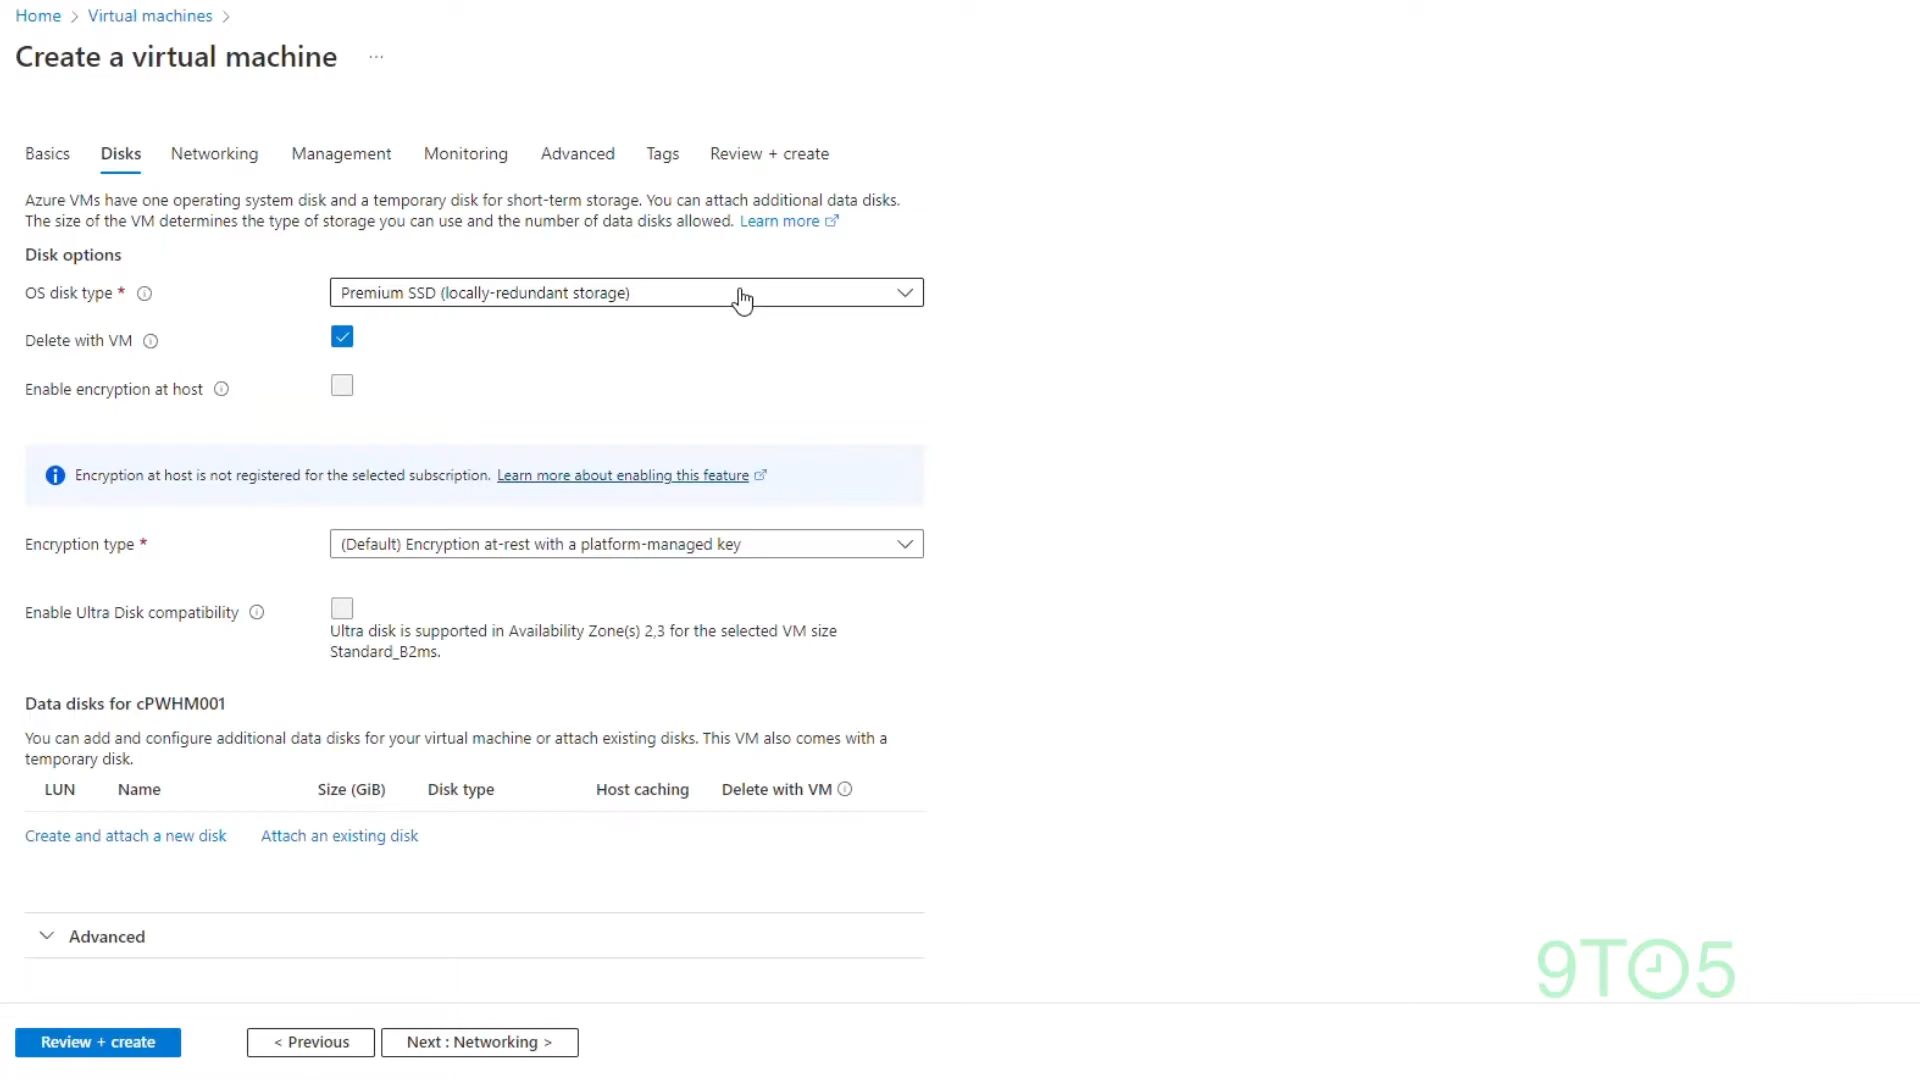 Home > Virtual machines >
Create a virtual machine ...
Basics Disks Networking Management Monitoring Advanced Tags Review + create
Azure VMs have one operating system disk and a temporary disk for short-term storage. You can attach additional data disks.
The size of the VM determines the type of storage you can use and the number of data disks allowed. Learn more
Disk options
OS disk type * Premium SSD (locally-redundant storage)
Delete with VM
Enable encryption at host
Encryption at host is not registered for the selected subscription. Learn more about enabling this feature
Encryption type * (Default) Encryption at-rest with a platform-managed key
Enable Ultra Disk compatibility
Ultra disk is supported in Availability Zone(s) 2,3 for the selected VM size
Standard_B2ms.
Data disks for cPWHM001
You can add and configure additional data disks for your virtual machine or attach existing disks. This VM also comes with a
temporary disk.
LUN Name Size (GiB) Disk type Host caching Delete with VM
Create and attach a new disk Attach an existing disk
Advanced
9TO5
Review + create < Previous Next : Networking >